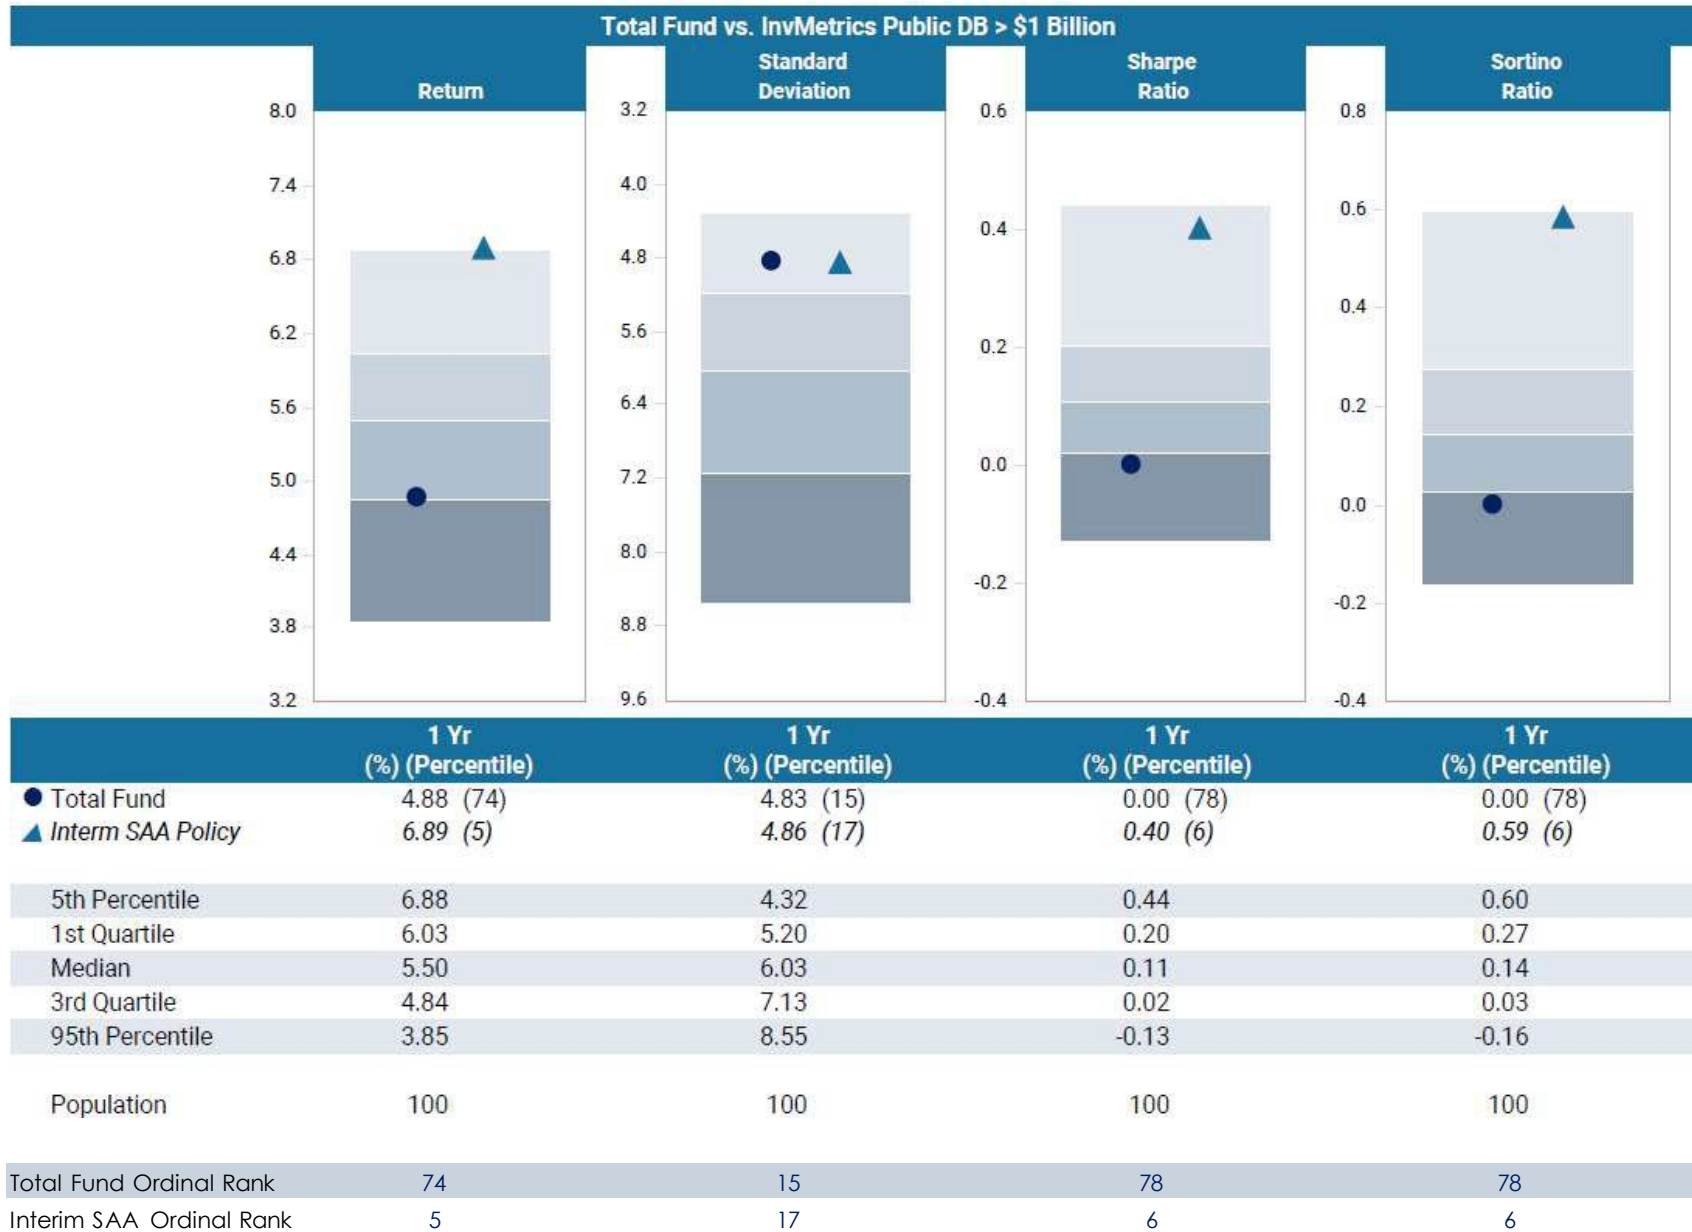 Total Fund vs. InvMetrics Public DB > $1 Billion
Return
Standard
Deviation
Sharpe
Ratio
Sortino
Ratio
8.0
7.4
6.8
6.2
5.6
5.0
4.4
3.8
3.2
3.2
4.0
4.8
5.6
6.4
7.2
8.0
8.8
9.6
0.6
0.4
0.2
0.0
-0.2
-0.4
0.8
0.6
0.4
0.2
0.0
-0.2
-0.4
1 Yr 1 Yr 1 Yr 1 Yr
(%) (Percentile) (%) (Percentile) (%) (Percentile) (%) (Percentile)
Total Fund 4.88 (74) 4.83 (15) 0.00 (78) 0.00 (78)
Interm SAA Policy 6.89 (5) 4.86 (17) 0.40 (6) 0.59 (6)
5th Percentile 6.88 4.32 0.44 0.60
1st Quartile 6.03 5.20 0.20 0.27
Median 5.50 6.03 0.11 0.14
3rd Quartile 4.84 7.13 0.02 0.03
95th Percentile 3.85 8.55 -0.13 -0.16
Population 100 100 100 100
Total Fund Ordinal Rank 74 15 78 78
Interim SAA Ordinal Rank 5 17 6 6